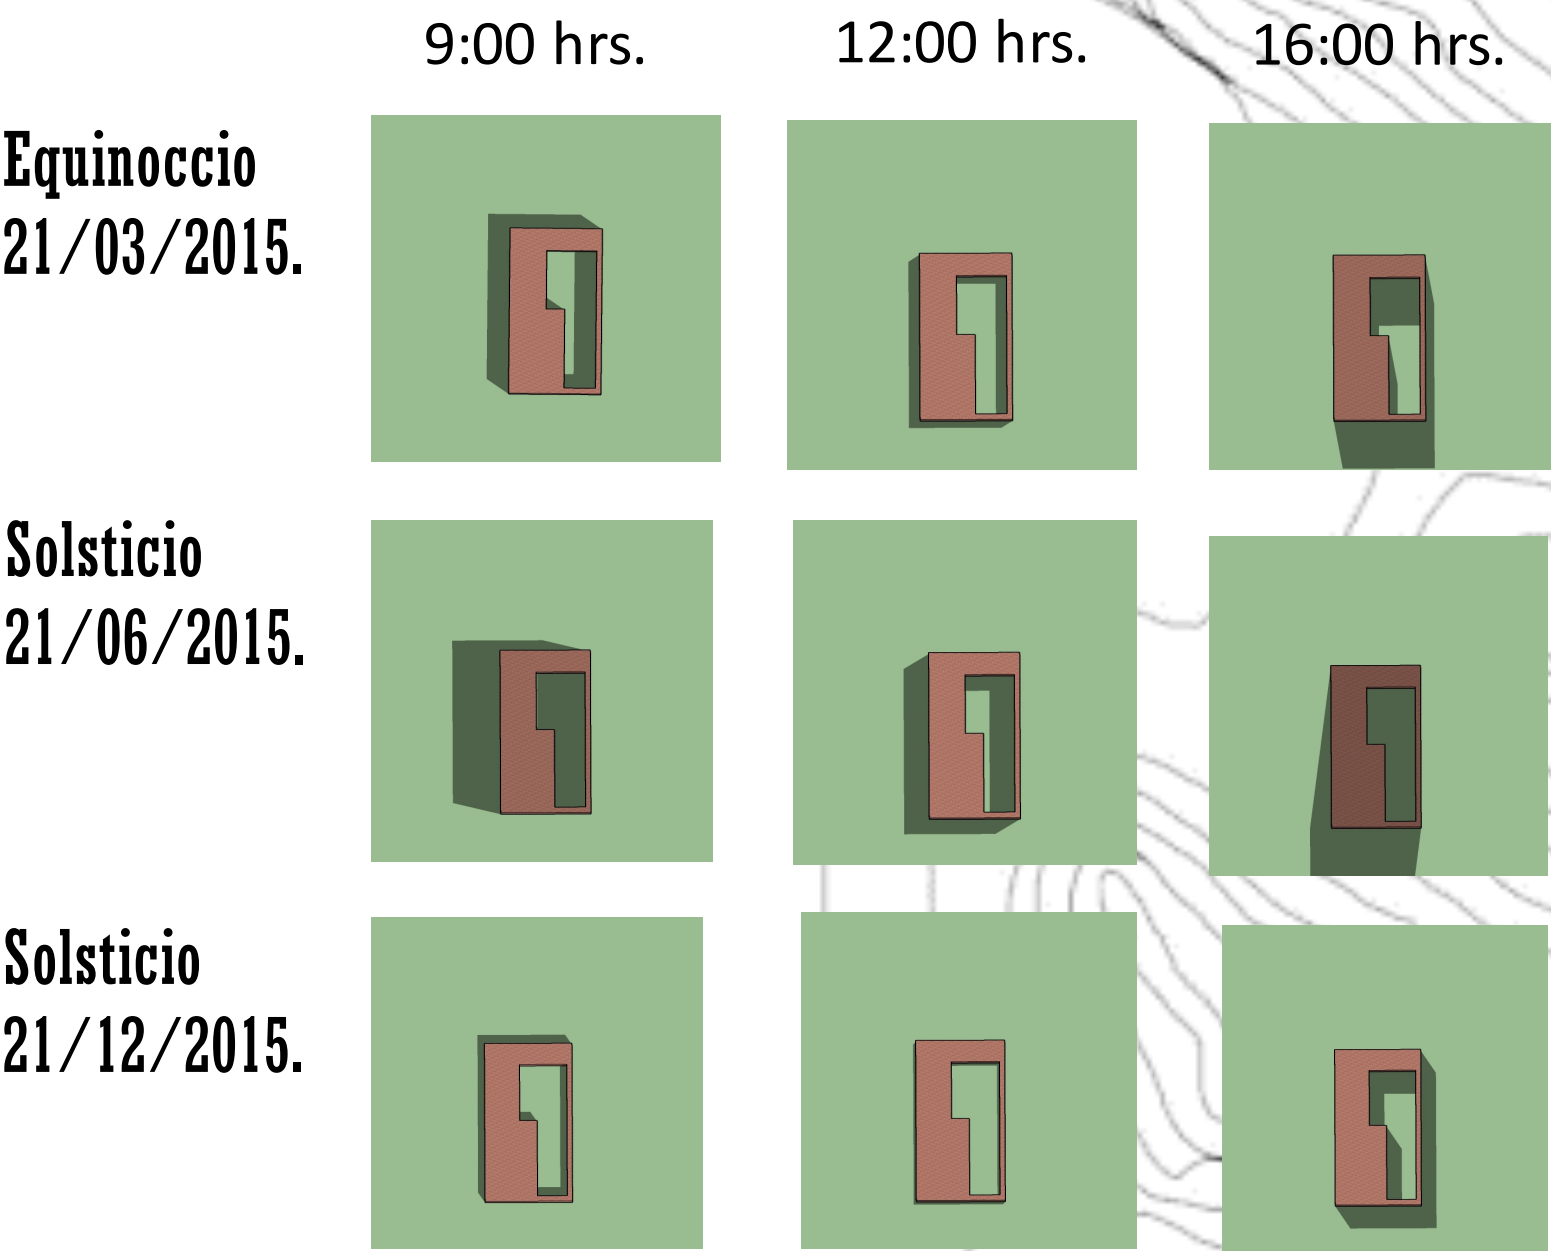 9:00 hrs.
12:00 hrs.
16:00 hrs.
Equinoccio
21/03/2015.
Solsticio
21/06/2015.
Solsticio
21/12/2015.